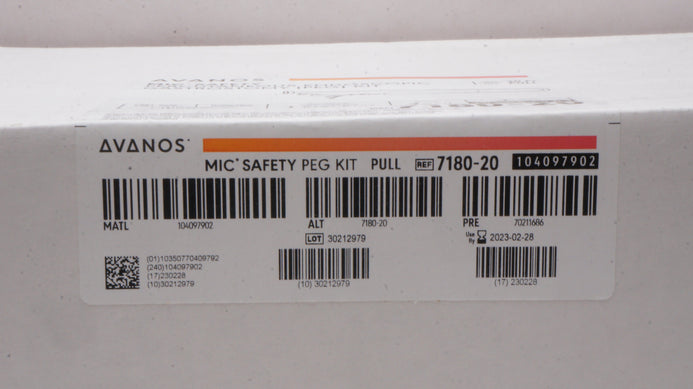 AVANOS
AVANOS
MIC* SAFETY PEG KIT PULL REF 7180-20 104097902
MATL 104097902 ALT 7180-20 PRE 70211686
LOT 30212979 Use By 2023-02-28
(01)10350770409792
(240)104097902
(17)230228
(10)30212979
(10) 30212979
(17) 230228